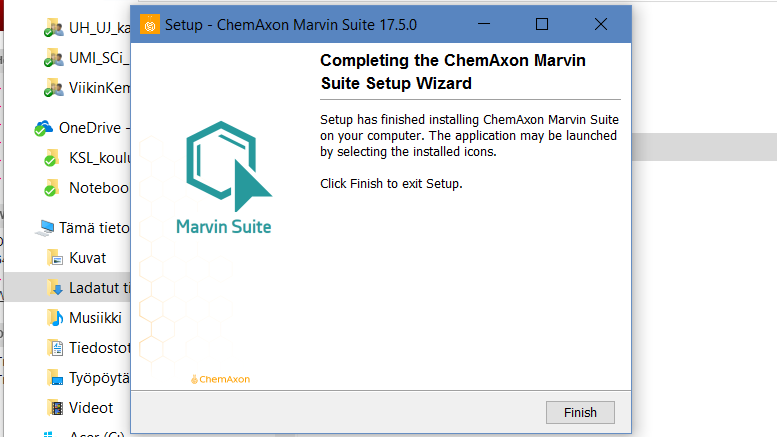 UH_UJ_ka
UMI_SCi_
ViikinKem
OneDrive –
KSL_koulu
Noteboo
Tämä tieto
Kuvat
Ladatut ti
Musiikki
Tiedostot
Työpöytä
Videot
Acer (C:)
Setup - ChemAxon Marvin Suite 17.5.0
Completing the ChemAxon Marvin
Suite Setup Wizard
Setup has finished installing ChemAxon Marvin Suite
on your computer. The application may be launched
by selecting the installed icons.
Click Finish to exit Setup.
Marvin Suite
ChemAxon
Finish